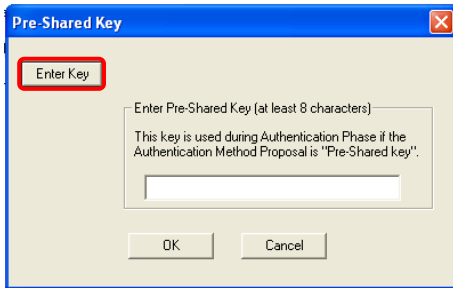 Pre-Shared Key
Enter Key
Enter Pre-Shared Key (at least 8 characters)
This key is used during Authentication Phase if the
Authentication Method Proposal is "Pre-Shared key".
OK Cancel